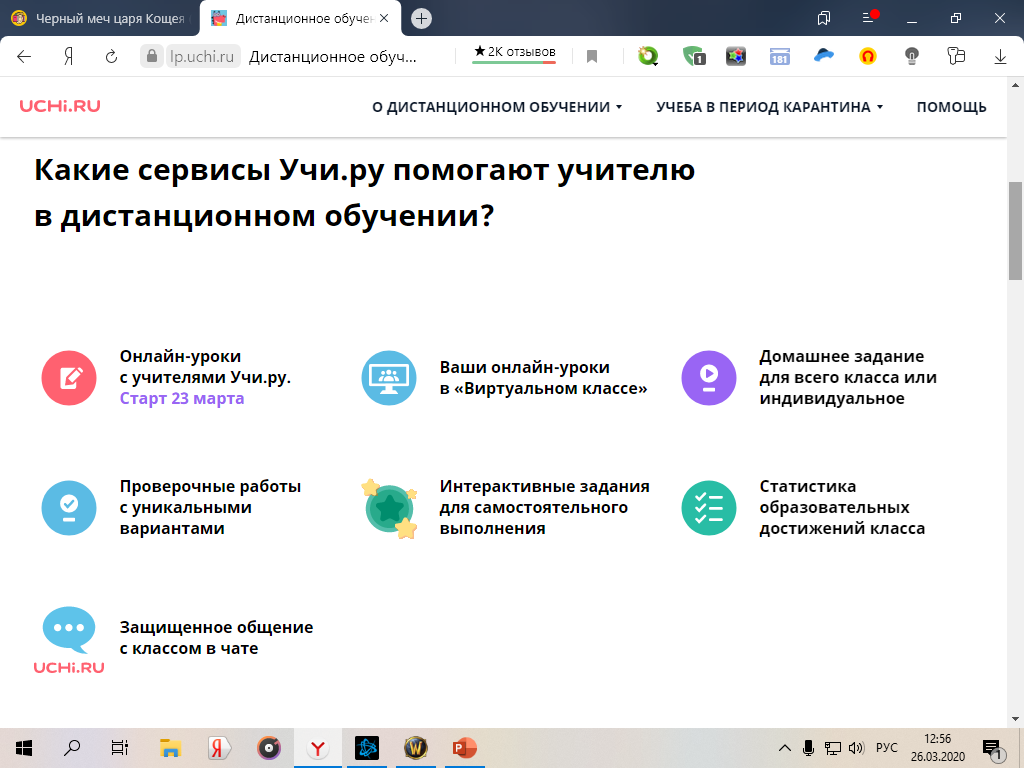 Черный меч царя Кощея
Дистанционное обучен
lp.uchi.ru
Дистанционное обуч...
★ 2К отзывов
1
181
UCHi.RU
О ДИСТАНЦИОННОМ ОБУЧЕНИИ
УЧЕБА В ПЕРИОД КАРАНТИНА
ПОМОЩЬ
Какие сервисы Учи.ру помогают учителю
в дистанционном обучении?
Онлайн-уроки
с учителями Учи.ру.
Старт 23 марта
Ваши онлайн-уроки
в «Виртуальном классе»
Домашнее задание
для всего класса или
индивидуальное
Проверочные работы
с уникальными
вариантами
Интерактивные задания
для самостоятельного
выполнения
Статистика
образовательных
достижений класса
UCHi.RU
Защищенное общение
с классом в чате
РУС
12:56
26.03.2020
1